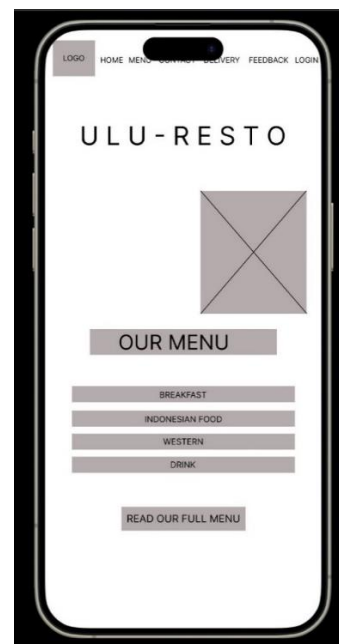 LOGO HOME MENU CONTACT DELIVERY FEEDBACK LOGIN
ULU-RESTO
OUR MENU
BREAKFAST
INDONESIAN FOOD
WESTERN
DRINK
READ OUR FULL MENU